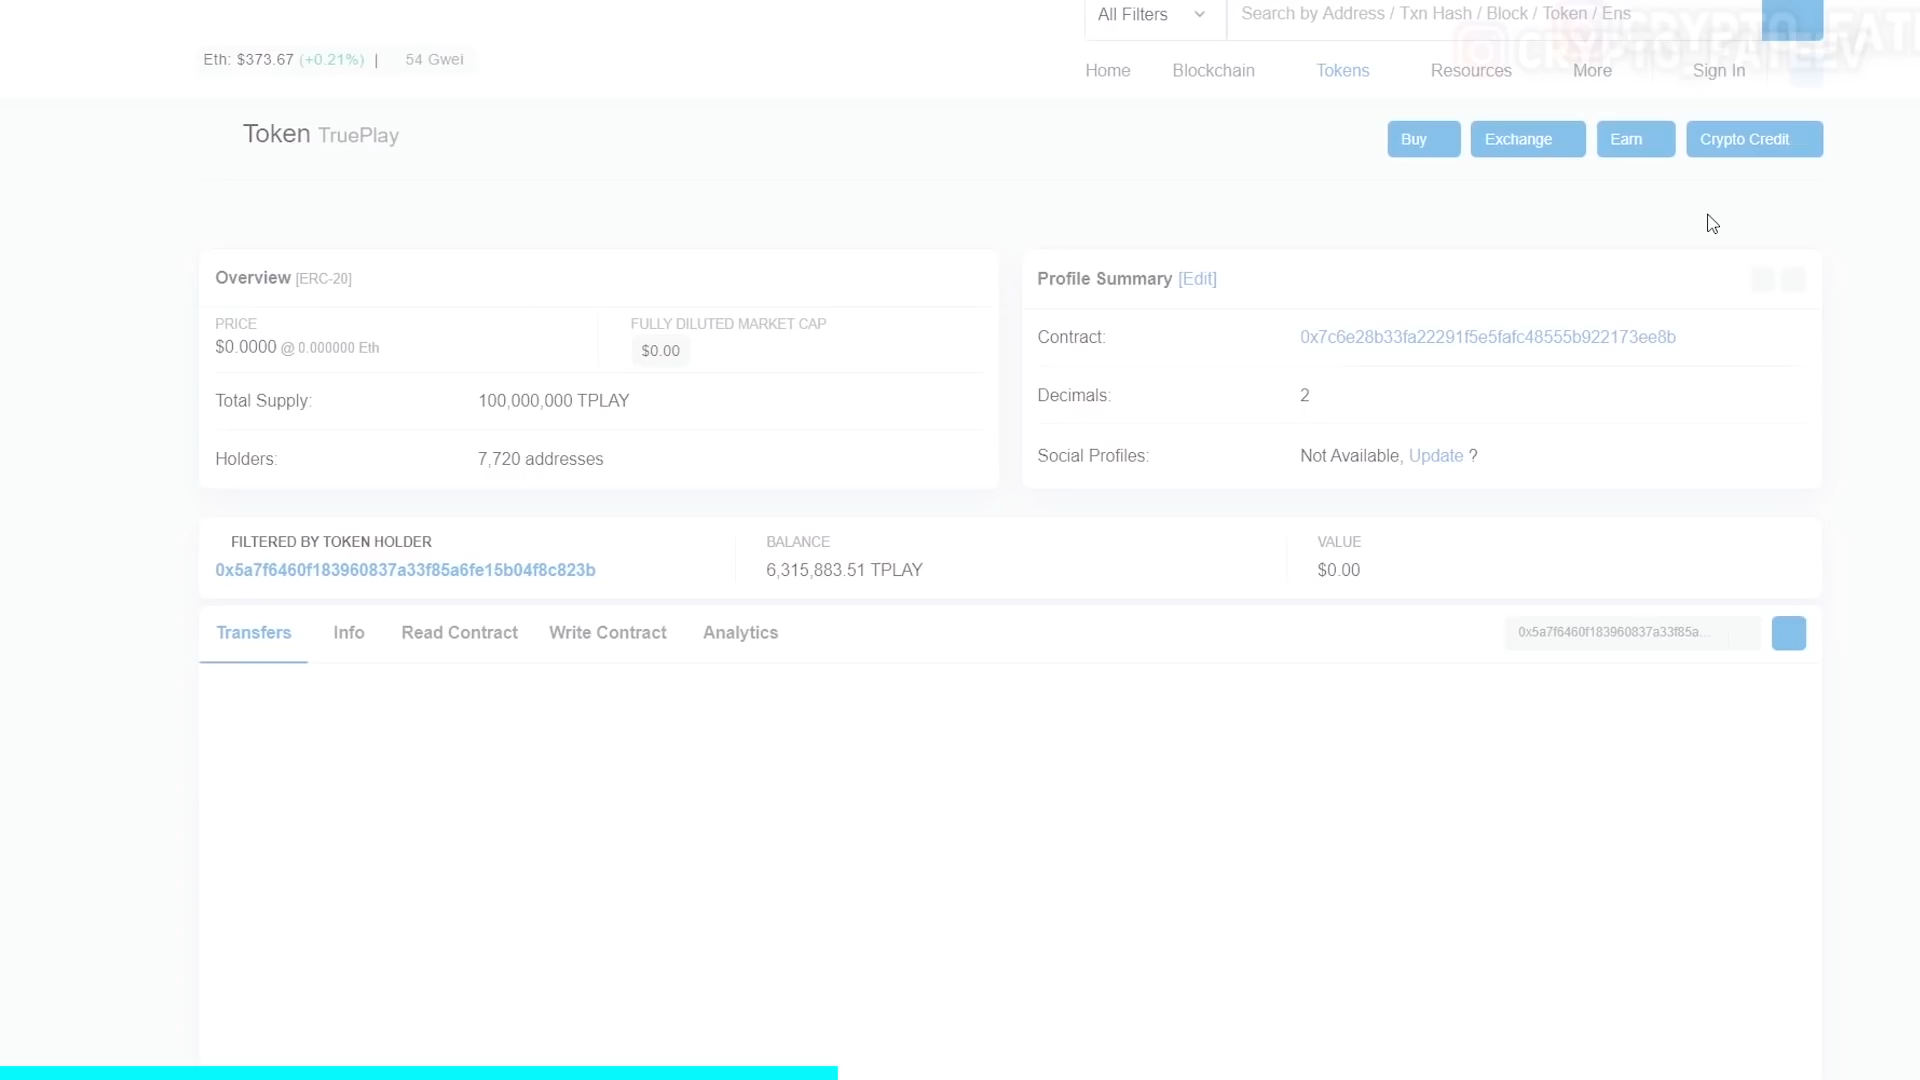 All Filters
Search by Address / Txn Hash / Block / Token / Ens
CRYPTO_FATEEV
Eth: $373.67 (+0.21%) | 54 Gwei
Home Blockchain Tokens Resources More Sign In
Token TruePlay
Buy Exchange Earn Crypto Credit
Overview [ERC-20]
PRICE
$0.0000 @ 0.000000 Eth
FULLY DILUTED MARKET CAP
$0.00
Total Supply: 100,000,000 TPLAY
Holders: 7,720 addresses
Profile Summary [Edit]
Contract: 0x7c6e28b33fa22291f5e5fafc48555b922173ee8b
Decimals: 2
Social Profiles: Not Available, Update ?
FILTERED BY TOKEN HOLDER
0x5a7f6460f183960837a33f85a6fe15b04f8c823b
BALANCE
6,315,883.51 TPLAY
VALUE
$0.00
Transfers Info Read Contract Write Contract Analytics
0x5a7f6460f183960837a33f85a...